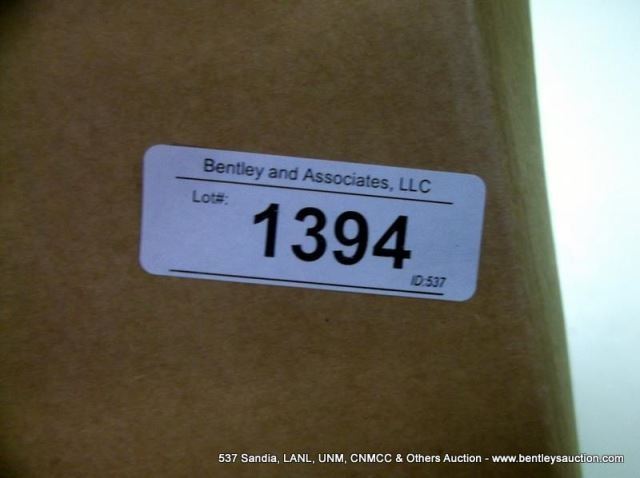 Bentley and Associates, LLC
Lot#:
1394
ID:537
537 Sandia, LANL, UNM, CNMCC & Others Auction - www.bentleysauction.com